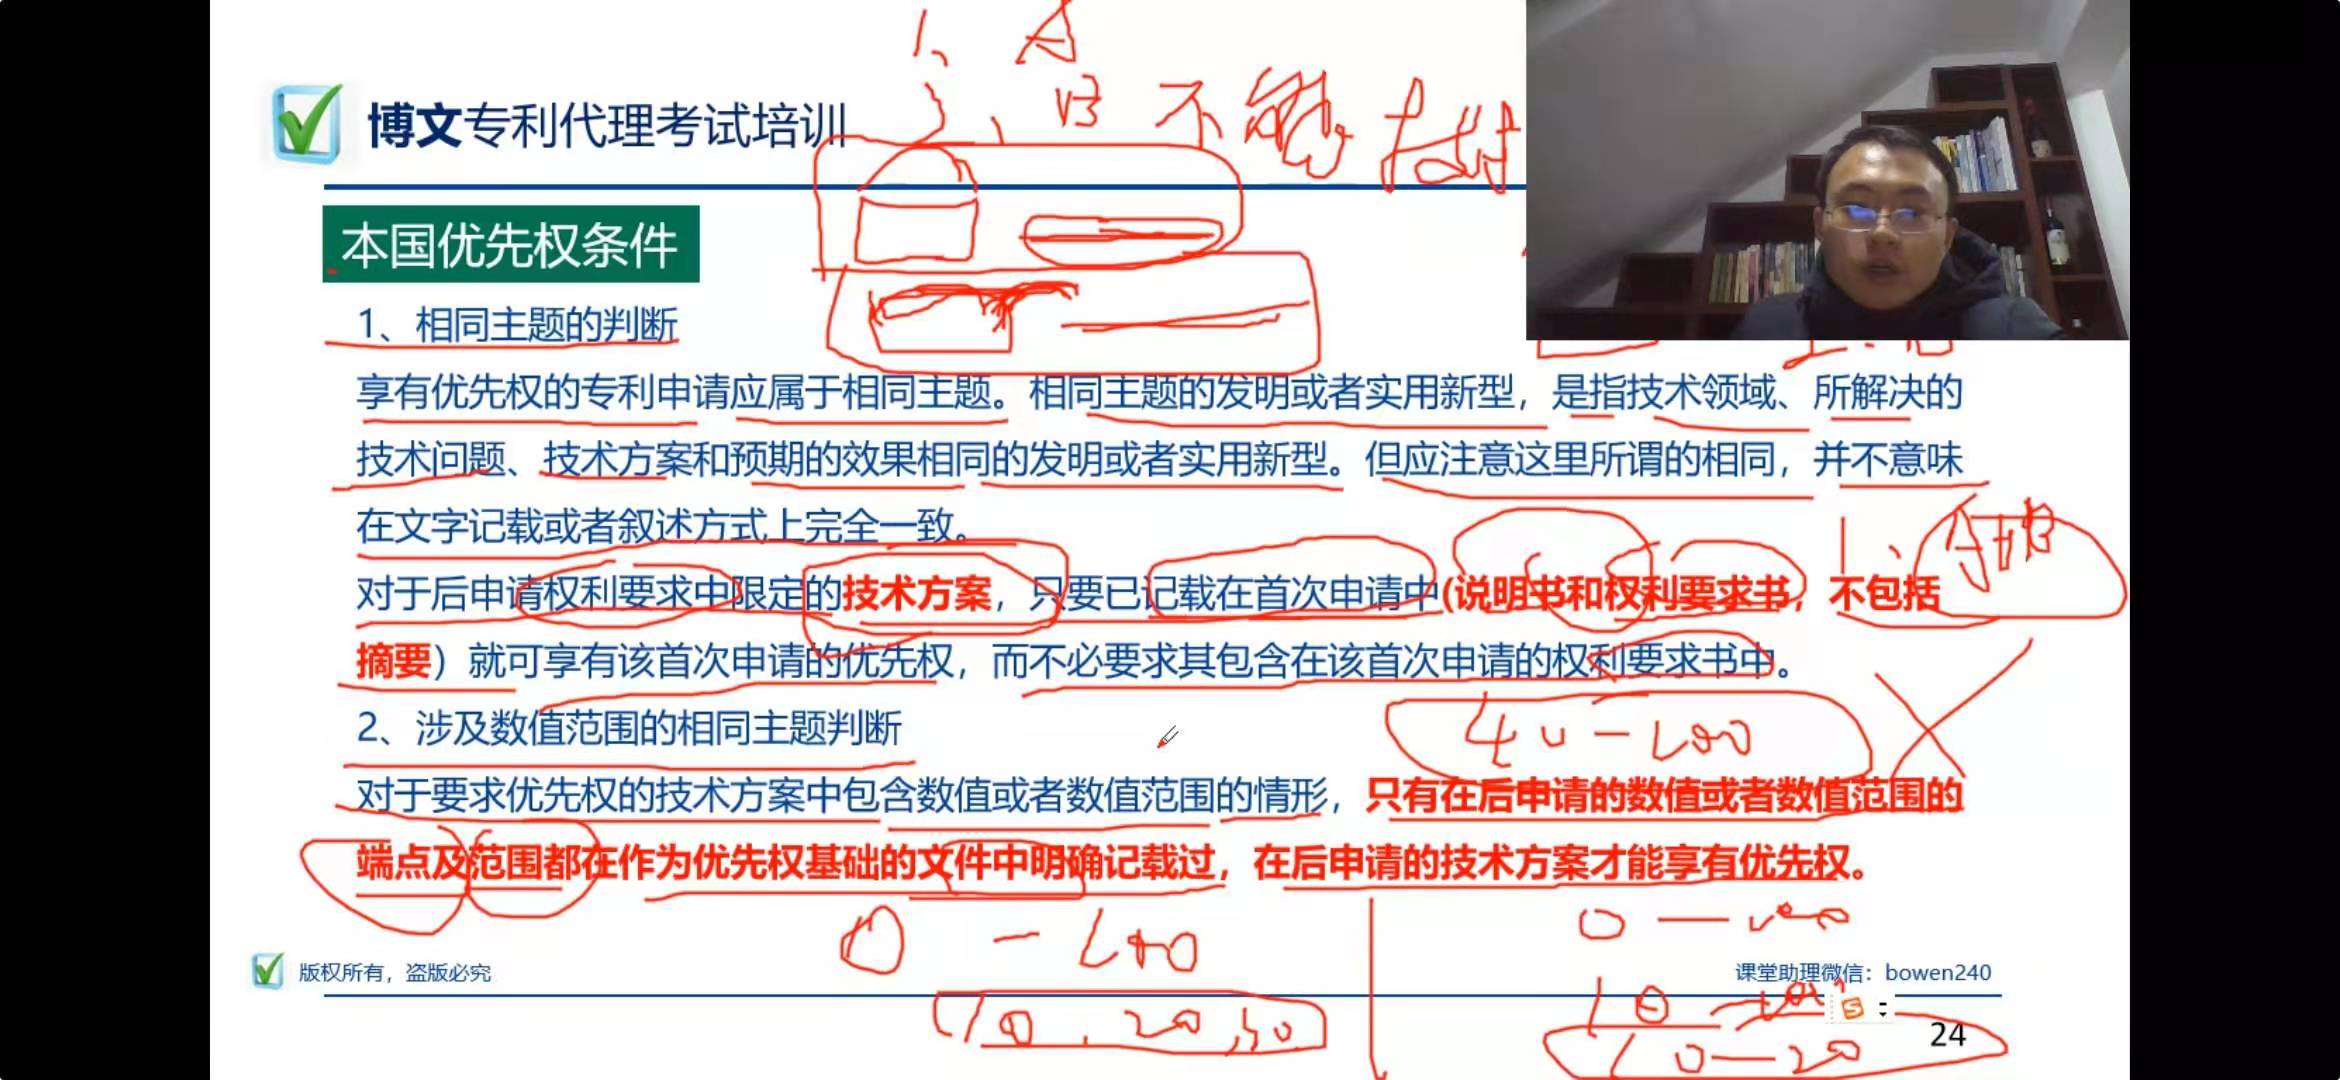 1、A
2、B 不能
博文专利代理考试培训
本国优先权条件
1、相同主题的判断
享有优先权的专利申请应属于相同主题。相同主题的发明或者实用新型，是指技术领域、所解决的
技术问题、技术方案和预期的效果相同的发明或者实用新型。但应注意这里所谓的相同，并不意味
在文字记载或者叙述方式上完全一致。
1、A+B
对于后申请权利要求中限定的技术方案，只要已记载在首次申请中(说明书和权利要求书，不包括
摘要）就可享有该首次申请的优先权，而不必要求其包含在该首次申请的权利要求书中。
2、涉及数值范围的相同主题判断
40-100
对于要求优先权的技术方案中包含数值或者数值范围的情形，只有在后申请的数值或者数值范围的
端点及范围都在作为优先权基础的文件中明确记载过，在后申请的技术方案才能享有优先权。
0-100
0-100
版权所有，盗版必究
课堂助理微信：bowen240
10-100
10、20、30
10-20
24